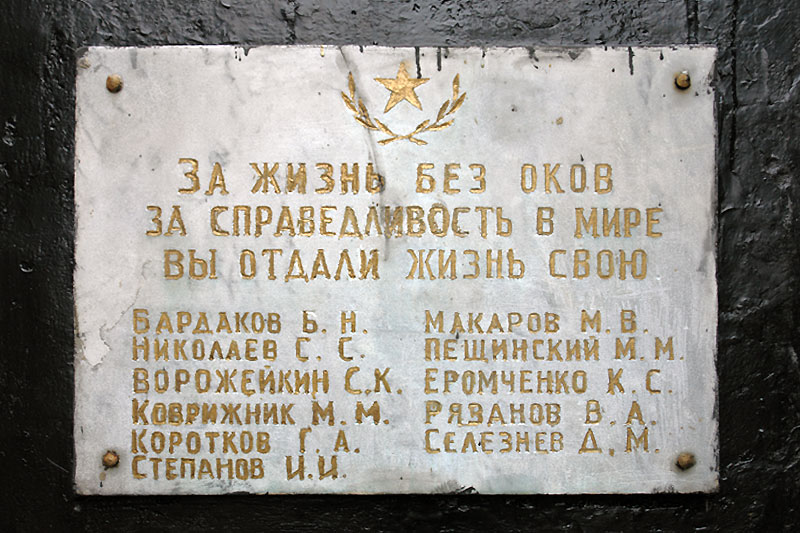 ЗА ЖИЗНЬ БЕЗ ОКОВ
ЗА СПРАВЕДЛИВОСТЬ В МИРЕ
ВЫ ОТДАЛИ ЖИЗНЬ СВОЮ
БАРДАКОВ Б. Н.
НИКОЛАЕВ С. С.
ВОРОЖЕЙКИН С.К.
КОВРИЖНИК М.М.
КОРОТКОВ Г. А.
СТЕПАНОВ И.И.
МАКАРОВ М. В.
ПЕЩИНСКИЙ М. М.
ЕРОМЧЕНКО К. С.
РЯЗАНОВ В. А.
СЕЛЕЗНЕВ Д. М.